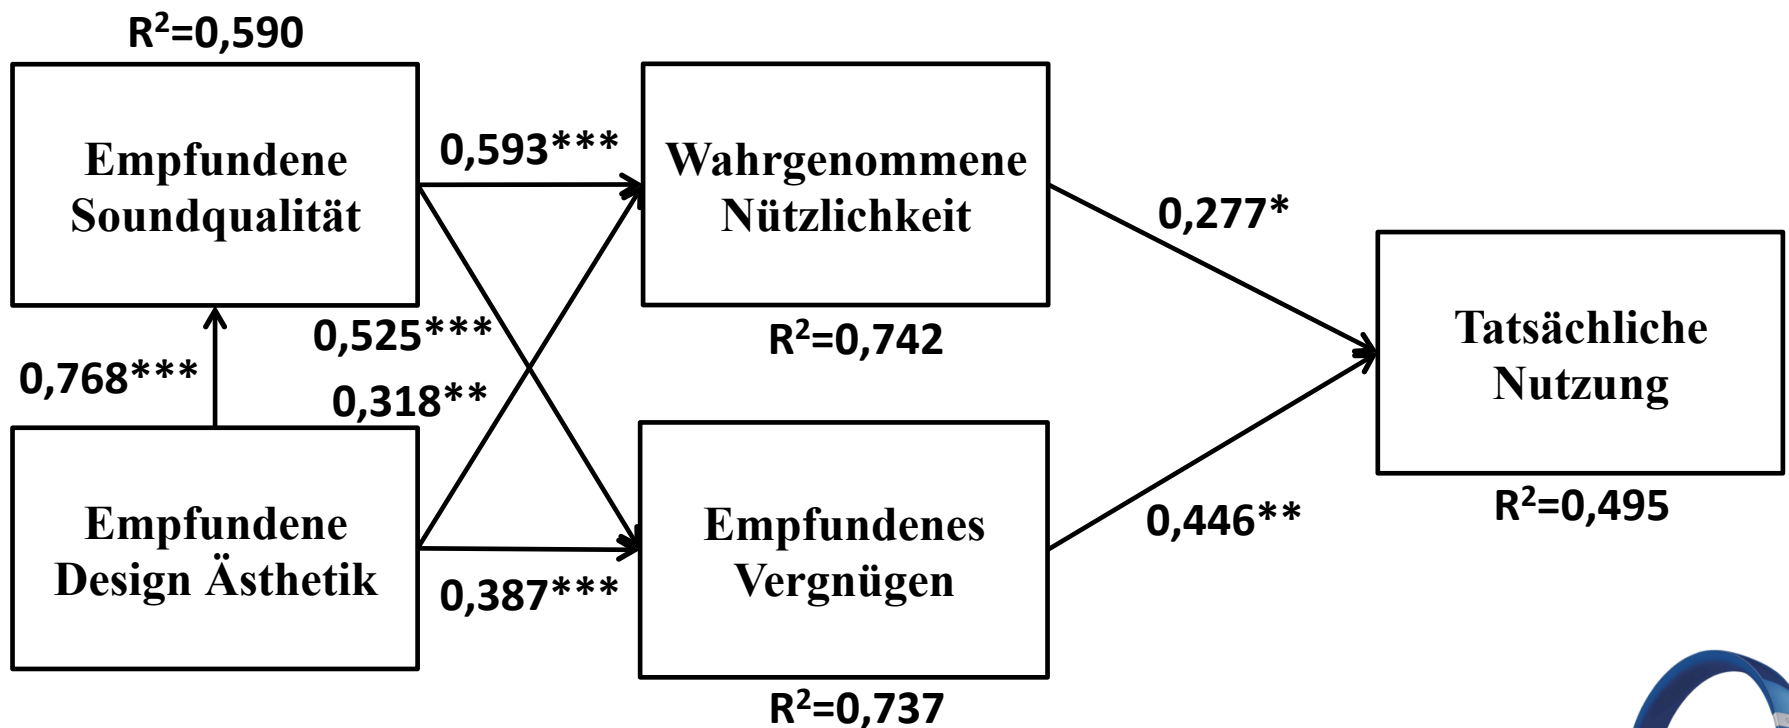 R²=0,590
Empfundene
Soundqualität
0,593***
Wahrgenommene
Nützlichkeit
R²=0,742
0,277*
Tatsächliche
Nutzung
R²=0,495
0,525***
0,768***
0,318**
Empfundene
Design Ästhetik
0,387***
Empfundenes
Vergnügen
R²=0,737
0,446**